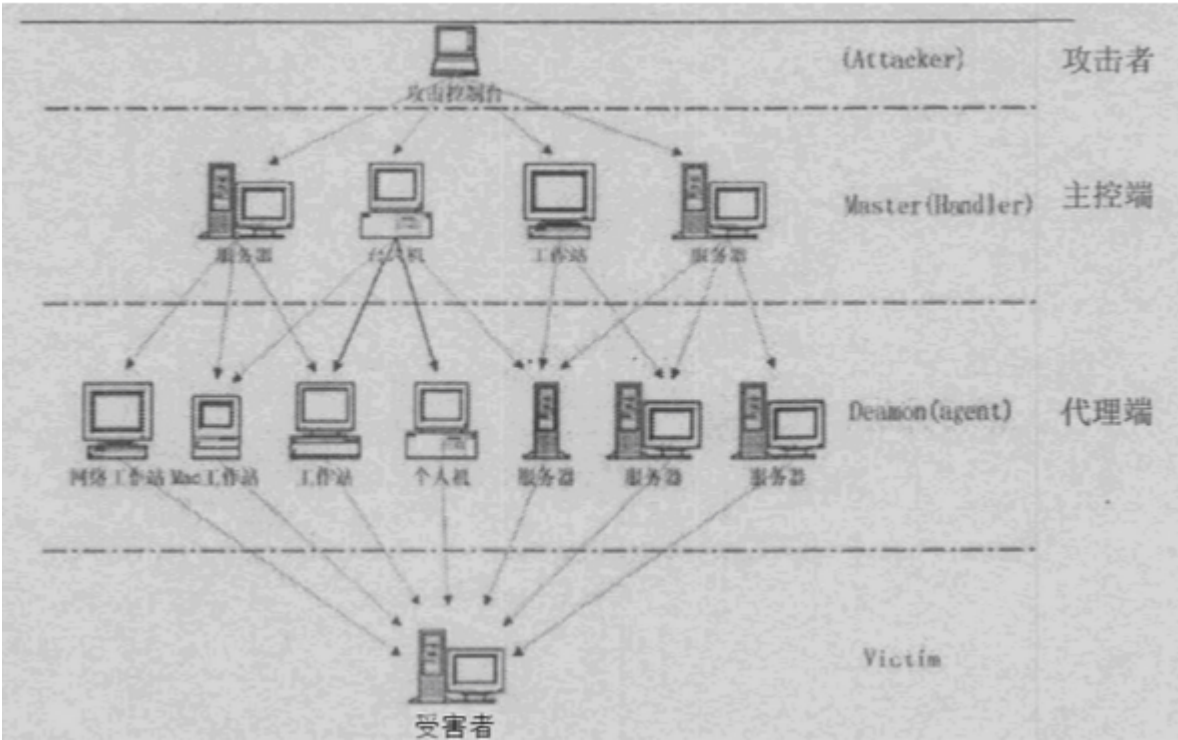 (Attacker) 攻击者
攻击控制台
Master(Handler) 主控端
服务器 台式机 工作站 服务器
Deamon(agent) 代理端
网络工作站 Mac工作站 工作站 个人机 服务器 服务器 服务器
Victim
受害者